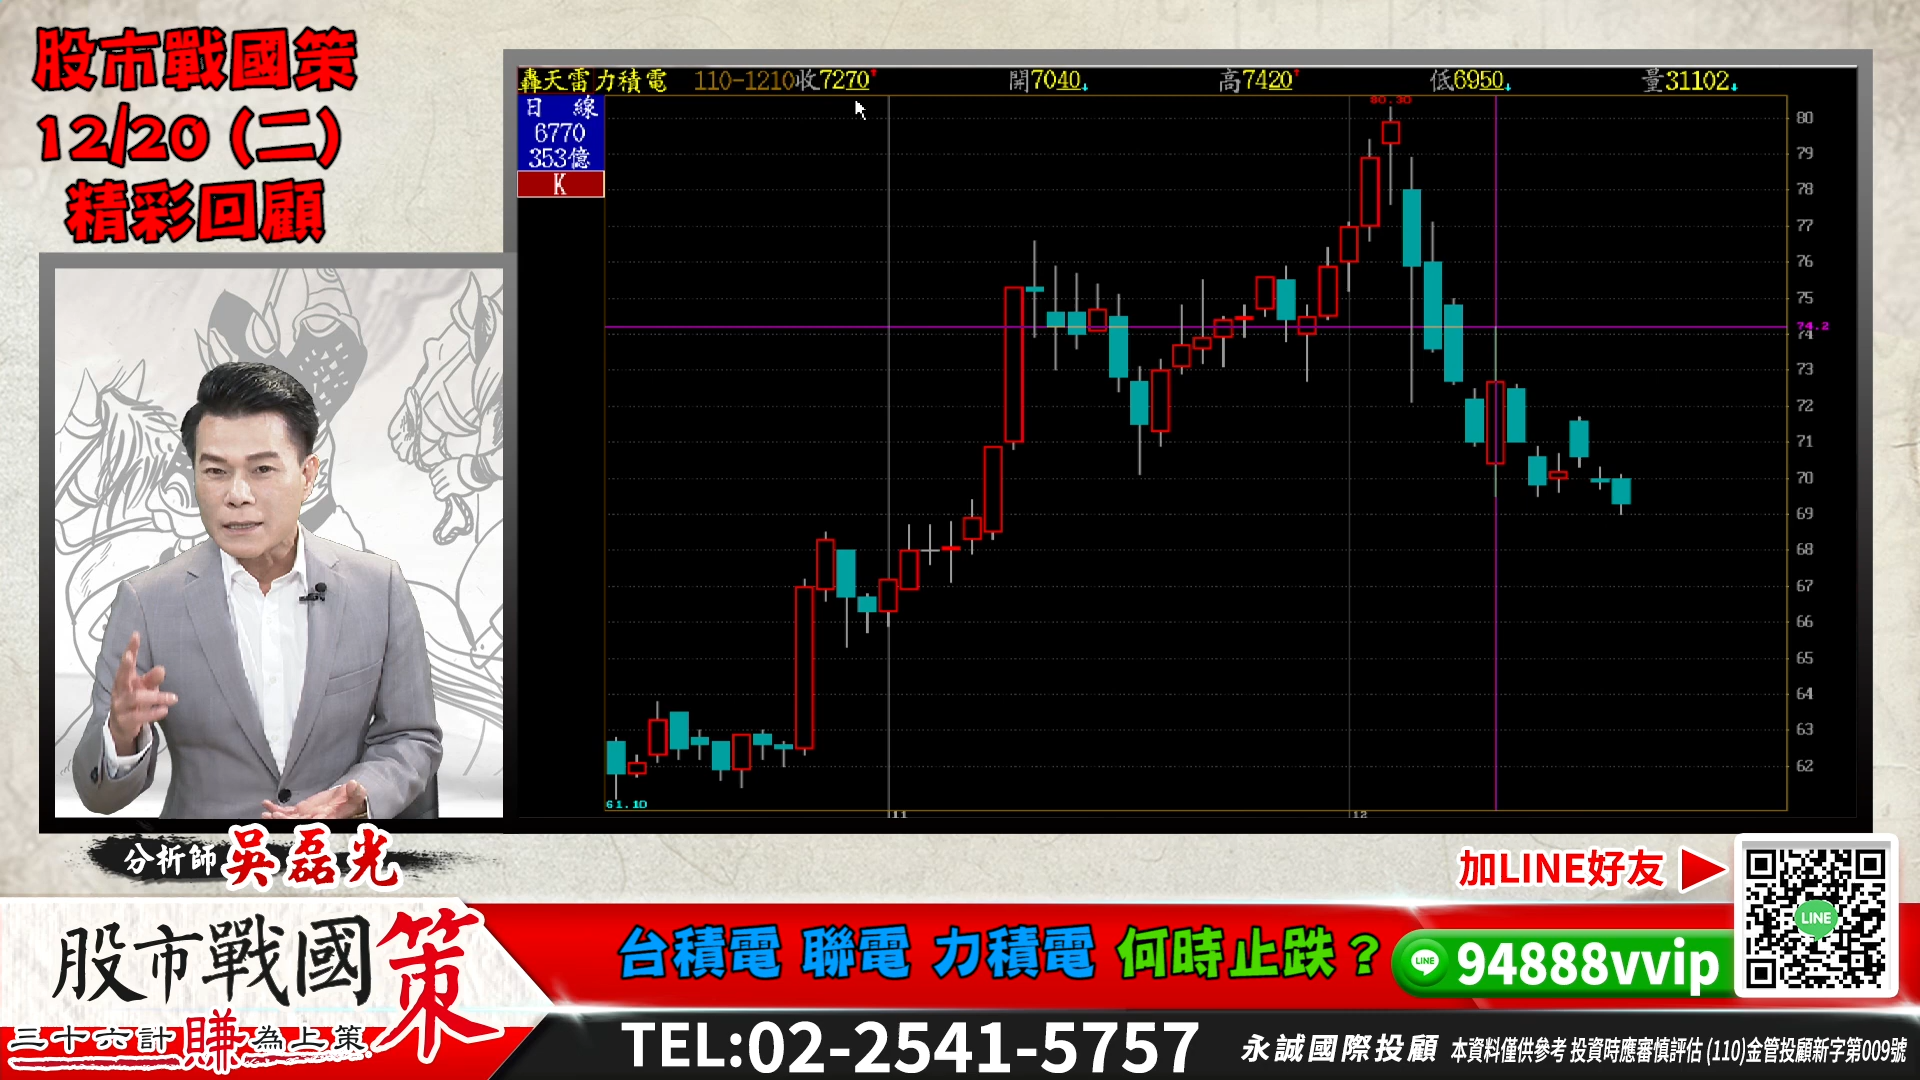 股市戰國策
12/20 (二)
精彩回顧
轟天雷力積電 110-1210收7270 開7040 高7420 低6950 量31102
日 線
6770
353億
K
80.30
80
79
78
77
76
75
74.2
74
73
72
71
70
69
68
67
66
65
64
63
62
61.10
11
12
分析師 吳磊光
加LINE好友
股市戰國策
三十六計 賺 為上策
台積電 聯電 力積電 何時止跌？
LINE 94888vvip
LINE
TEL:02-2541-5757
永誠國際投顧 本資料僅供參考 投資時應審慎評估 (110)金管投顧新字第009號